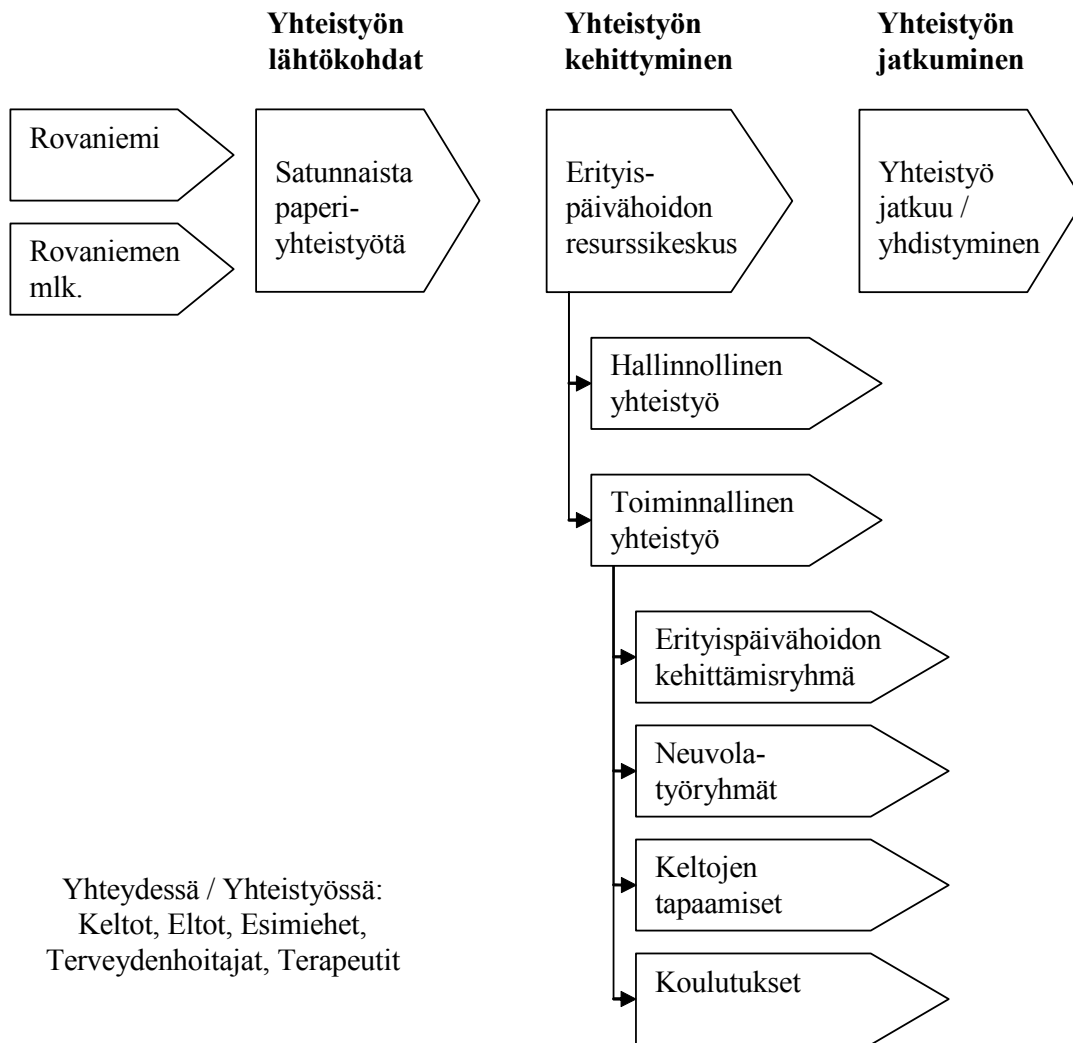 Yhteistyön
lähtökohdat
Yhteistyön
kehittyminen
Yhteistyön
jatkuminen
Rovaniemi
Rovaniemen
mlk.
Satunnaista
paperi-
yhteistyötä
Erityis-
päivähoidon
resurssikeskus
Yhteistyö
jatkuu /
yhdistyminen
Hallinnollinen
yhteistyö
Toiminnallinen
yhteistyö
Erityispäivähoidon
kehittämisryhmä
Neuvola-
työryhmät
Keltojen
tapaamiset
Koulutukset
Yhteydessä / Yhteistyössä:
Keltot, Eltot, Esimiehet,
Terveydenhoitajat, Terapeutit